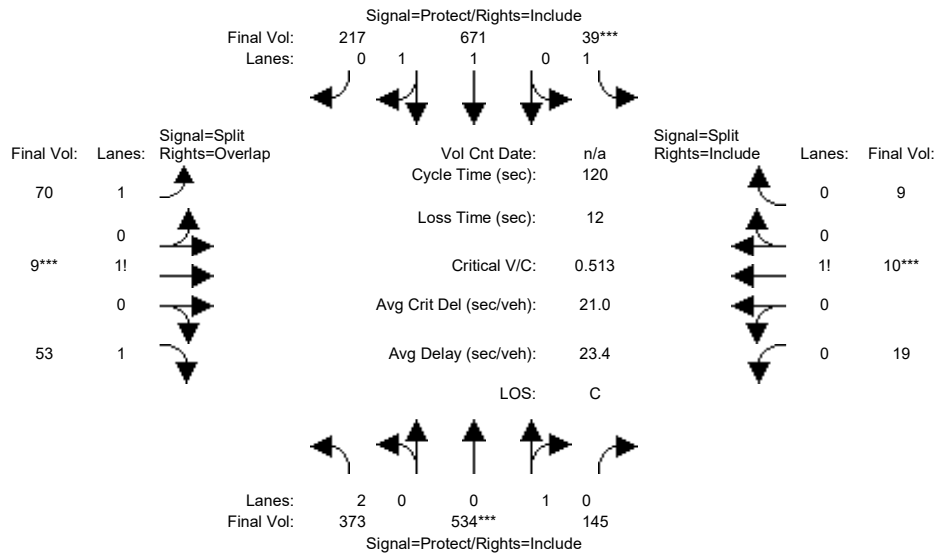 Signal=Protect/Rights=Include
Final Vol: 217 671 39***
Lanes: 0 1 1 0 1
Signal=Split
Final Vol: Lanes: Rights=Overlap
Vol Cnt Date: n/a
Signal=Split
Rights=Include Lanes: Final Vol:
Cycle Time (sec): 120
70 1
0 9
Loss Time (sec): 12
0
0
9*** 1!
Critical V/C: 0.513
1! 10***
0
Avg Crit Del (sec/veh): 21.0
0
53 1
Avg Delay (sec/veh): 23.4
0 19
LOS: C
Lanes: 2 0 0 1 0
Final Vol: 373 534*** 145
Signal=Protect/Rights=Include